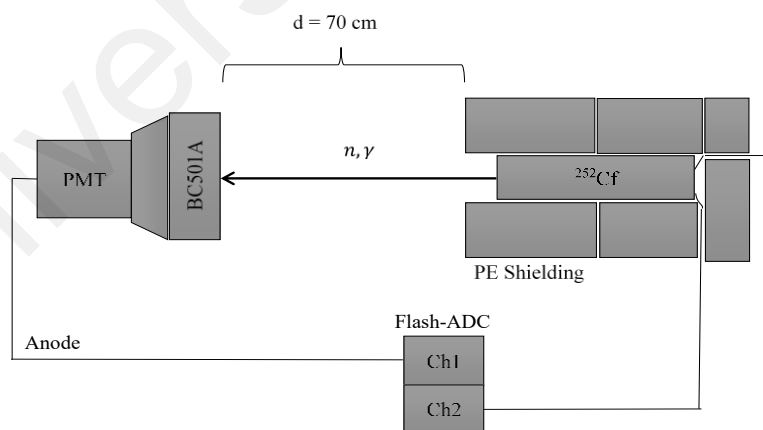 d = 70 cm
n, γ
PMT
BC501A
²⁵²Cf
PE Shielding
Flash-ADC
Anode
Ch1
Ch2